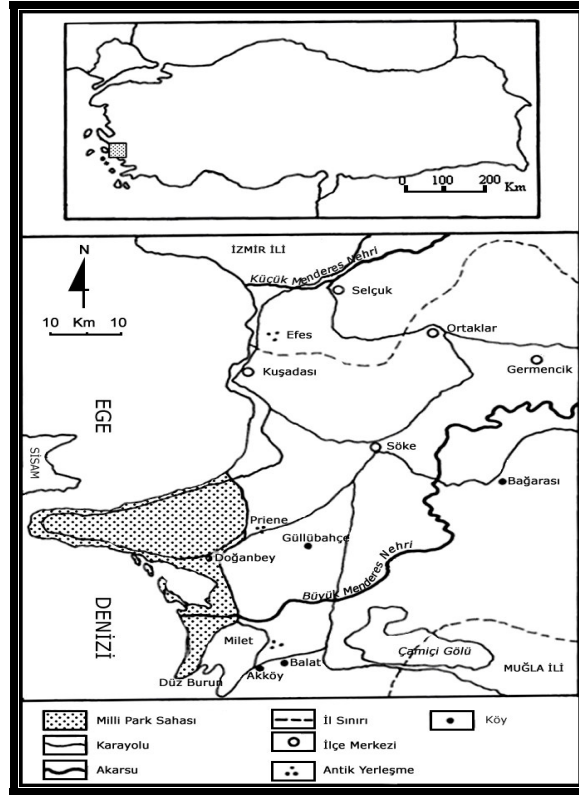 0 100 200 Km
N
10 Km 10
İZMİR İLİ
Küçük Menderes Nehri
Selçuk
Efes
Ortaklar
Kuşadası
Germencik
EGE
SİSAM
Söke
Bağarası
Priene
Güllübahçe
Doğanbey
Büyük Menderes Nehri
DENİZİ
Milet
Çamiçi Gölü
Balat
MUĞLA İLİ
Akköy
Düz Burun
Milli Park Sahası
İl Sınırı
Köy
Karayolu
İlçe Merkezi
Akarsu
Antik Yerleşme